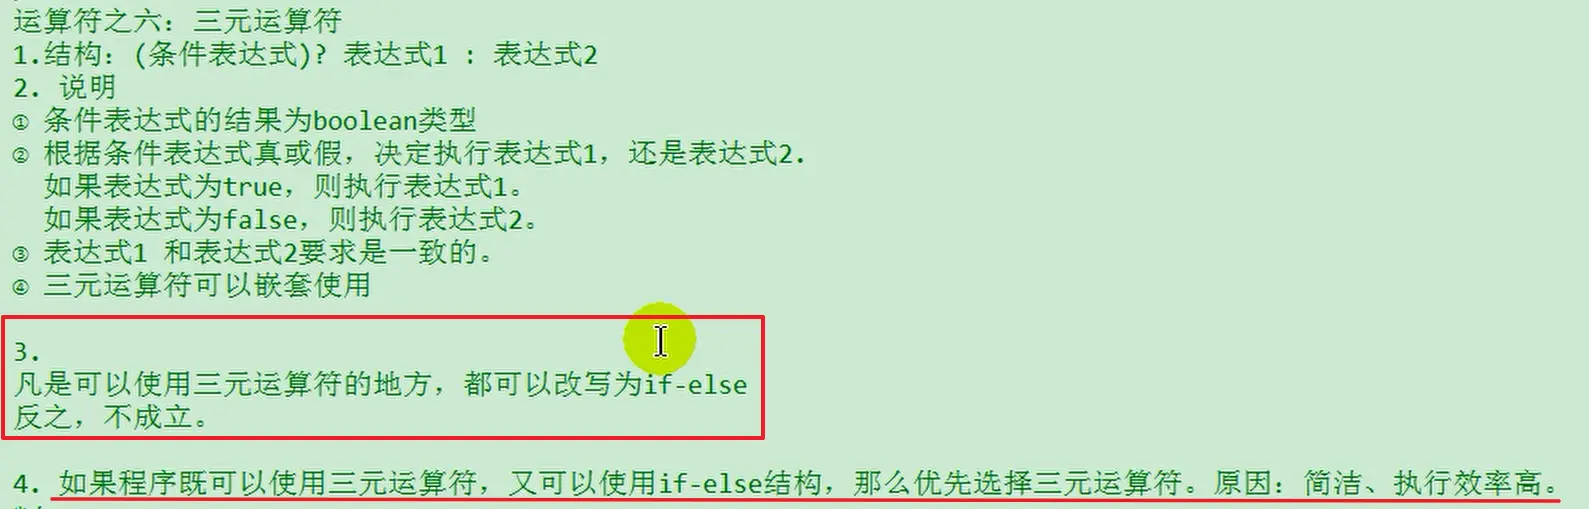 运算符之六：三元运算符
1.结构：(条件表达式)? 表达式1 : 表达式2
2. 说明
① 条件表达式的结果为boolean类型
② 根据条件表达式真或假，决定执行表达式1，还是表达式2.
如果表达式为true，则执行表达式1。
如果表达式为false，则执行表达式2。
③ 表达式1 和表达式2要求是一致的。
④ 三元运算符可以嵌套使用
3.
凡是可以使用三元运算符的地方，都可以改写为if-else
反之，不成立。
4. 如果程序既可以使用三元运算符，又可以使用if-else结构，那么优先选择三元运算符。原因：简洁、执行效率高。